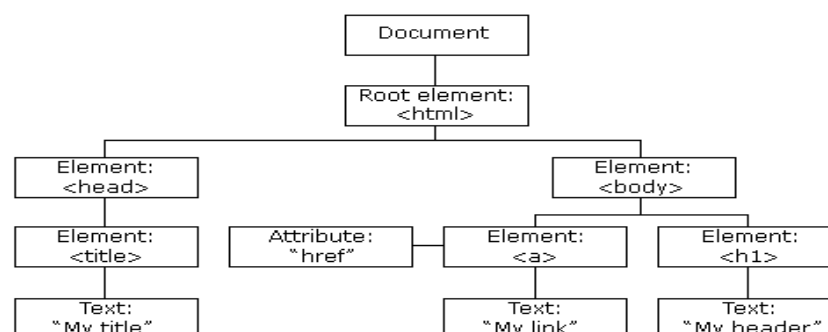 Document
Root element:
<html>
Element:
<head>
Element:
<body>
Element:
<title>
Attribute:
“href”
Element:
<a>
Element:
<h1>
Text:
“My title”
Text:
“My link”
Text:
“My header”